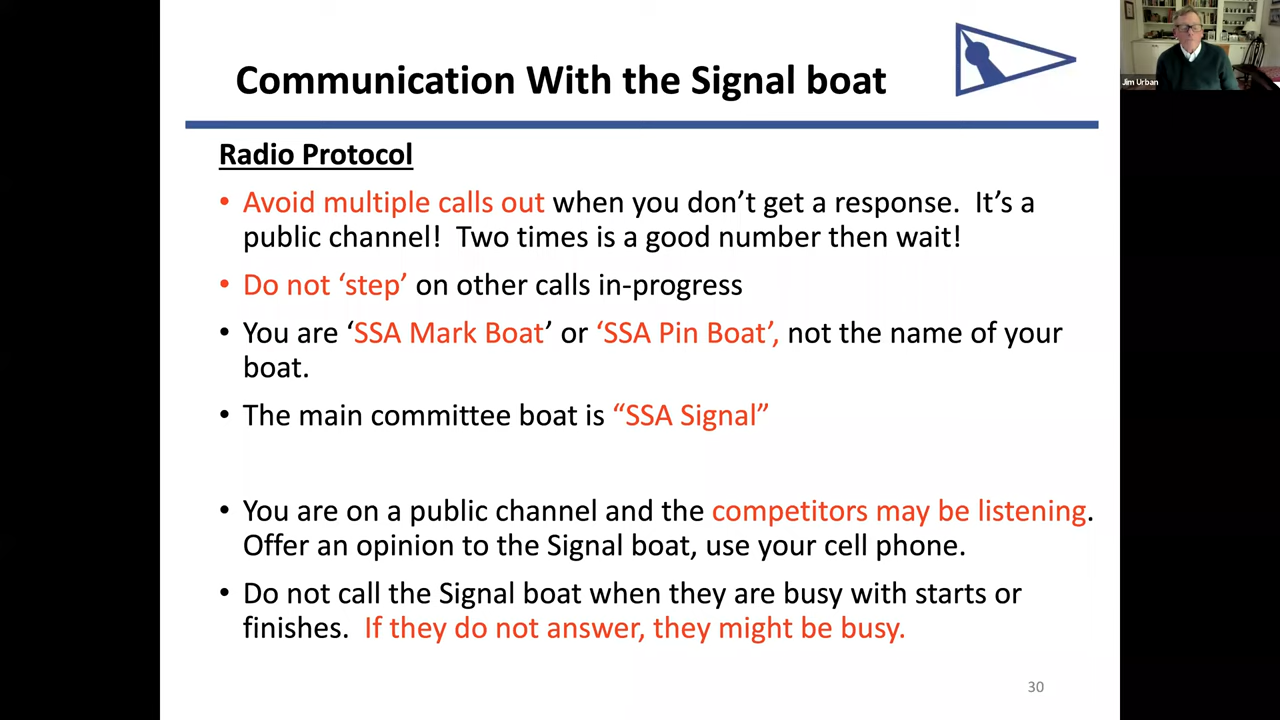 Communication With the Signal boat
Jim Urban
Radio Protocol
• Avoid multiple calls out when you don’t get a response.  It’s a
public channel!  Two times is a good number then wait!
• Do not ‘step’ on other calls in-progress
• You are ‘SSA Mark Boat’ or ‘SSA Pin Boat’, not the name of your
boat.
• The main committee boat is “SSA Signal”
• You are on a public channel and the competitors may be listening.
Offer an opinion to the Signal boat, use your cell phone.
• Do not call the Signal boat when they are busy with starts or
finishes.  If they do not answer, they might be busy.
30